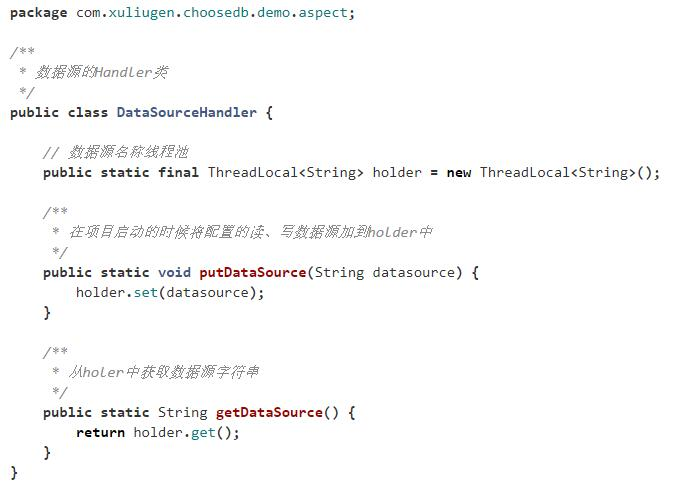 package com.xuliugen.choosedb.demo.aspect;
/**
 * 数据源的Handler类
 */
public class DataSourceHandler {
    // 数据源名称线程池
    public static final ThreadLocal<String> holder = new ThreadLocal<String>();
    /**
     * 在项目启动的时候将配置的读、写数据源加到holder中
     */
    public static void putDataSource(String datasource) {
        holder.set(datasource);
    }
    /**
     * 从holer中获取数据源字符串
     */
    public static String getDataSource() {
        return holder.get();
    }
}